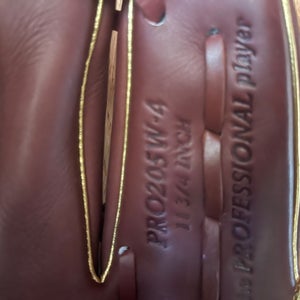 PRO205W-4
11 3/4 INCH
PROFESSIONAL player